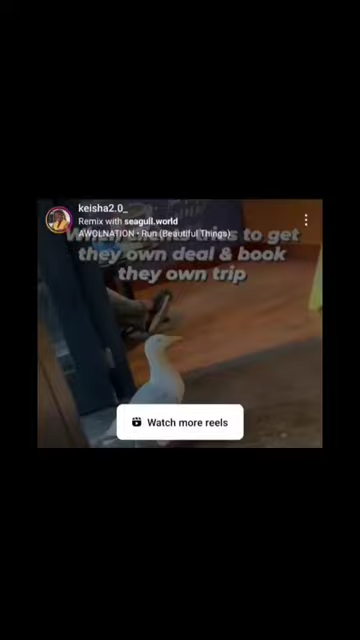 keisha2.0_
Remix with seagull.world
AWOLNATION • Run (Beautiful Things)
to get
they own deal & book
they own trip
Watch more reels